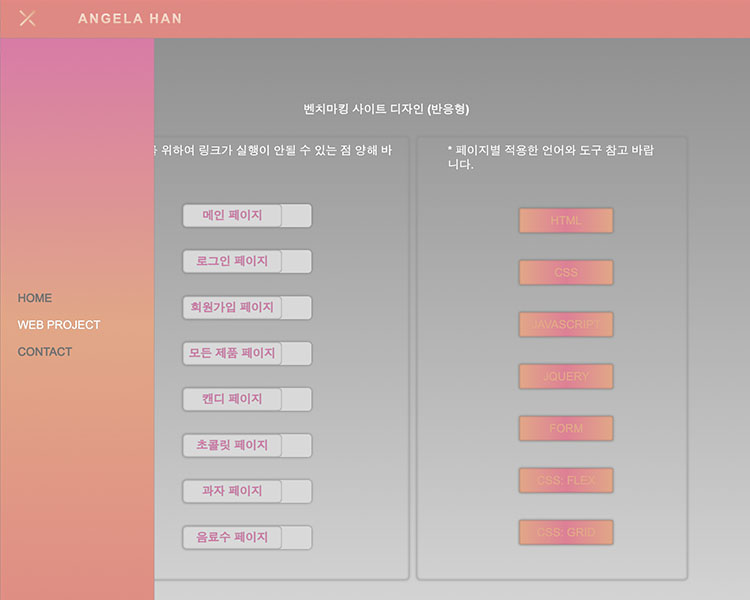 ANGELA HAN
HOME
WEB PROJECT
CONTACT
벤치마킹 사이트 디자인 (반응형)
위하여 링크가 실행이 안될 수 있는 점 양해 바
메인 페이지
로그인 페이지
회원가입 페이지
모든 제품 페이지
캔디 페이지
초콜릿 페이지
과자 페이지
음료수 페이지
* 페이지별 적용한 언어와 도구 참고 바랍
니다.
HTML
CSS
JAVASCRIPT
JQUERY
FORM
CSS: FLEX
CSS: GRID